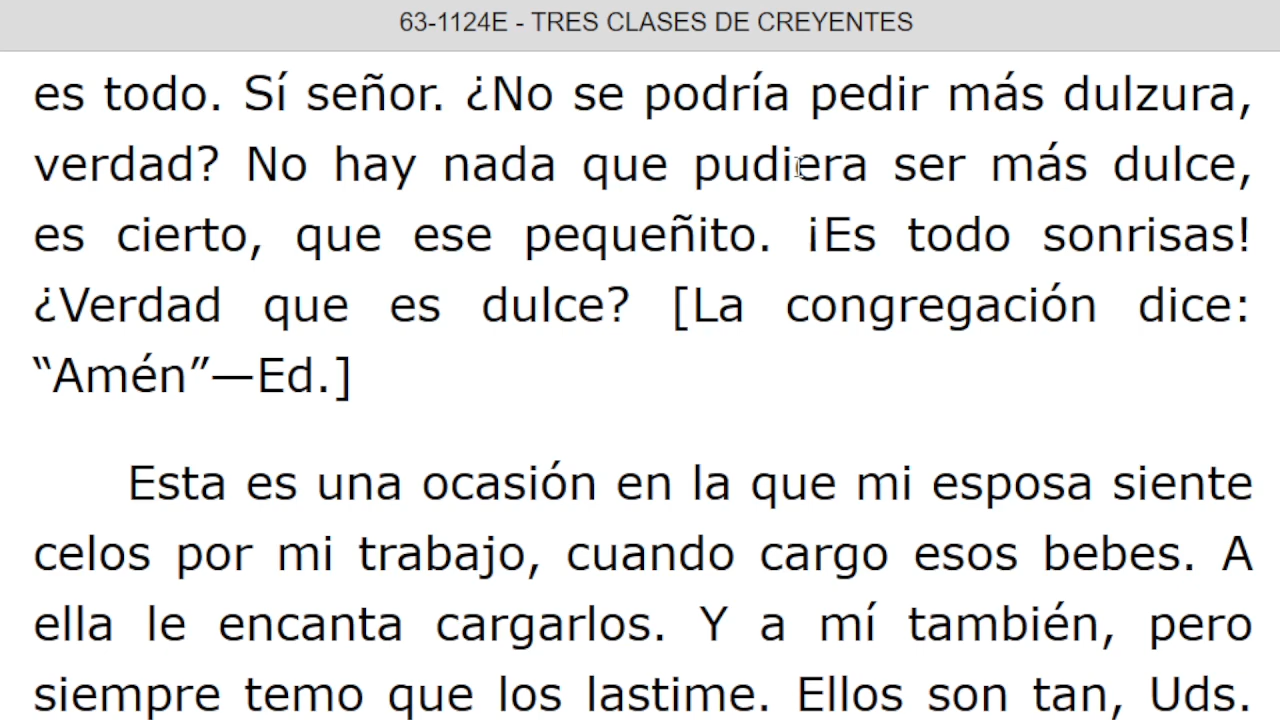 63-1124E - TRES CLASES DE CREYENTES
es todo. Sí señor. ¿No se podría pedir más dulzura,
verdad? No hay nada que pudiera ser más dulce,
es cierto, que ese pequeñito. ¡Es todo sonrisas!
¿Verdad que es dulce? [La congregación dice:
“Amén”—Ed.]
Esta es una ocasión en la que mi esposa siente
celos por mi trabajo, cuando cargo esos bebes. A
ella le encanta cargarlos. Y a mí también, pero
siempre temo que los lastime. Ellos son tan, Uds.